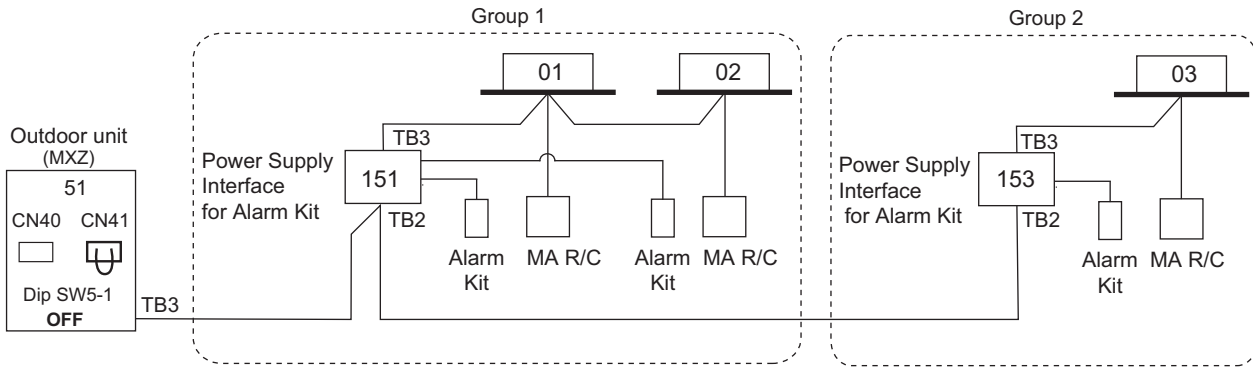 Group 1
Group 2
01
02
03
Outdoor unit
(MXZ)
51
CN40 CN41
Dip SW5-1
OFF
TB3
Power Supply
Interface
for Alarm Kit
TB3
151
TB2
Alarm
Kit
MA R/C
Alarm
Kit
MA R/C
Power Supply
Interface
for Alarm Kit
TB3
153
TB2
Alarm
Kit
MA R/C